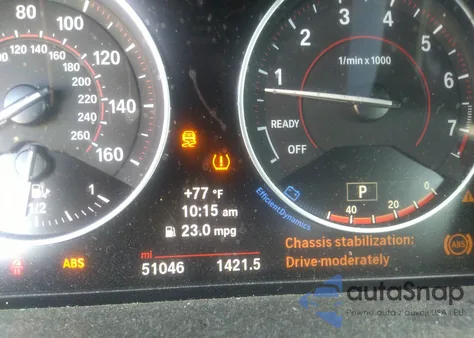 80 100 120 140 160
120 140 160 180 200 220 240 260
1/2 1
+77 °F
10:15 am
23.0 mpg
mi
51046 1421.5
ABS
1 2 3 4 5 6 7
1/min x 1000
READY
OFF
EfficientDynamics
P
40 20 0
Chassis stabilization:
Drive moderately
ABS
autoSnap